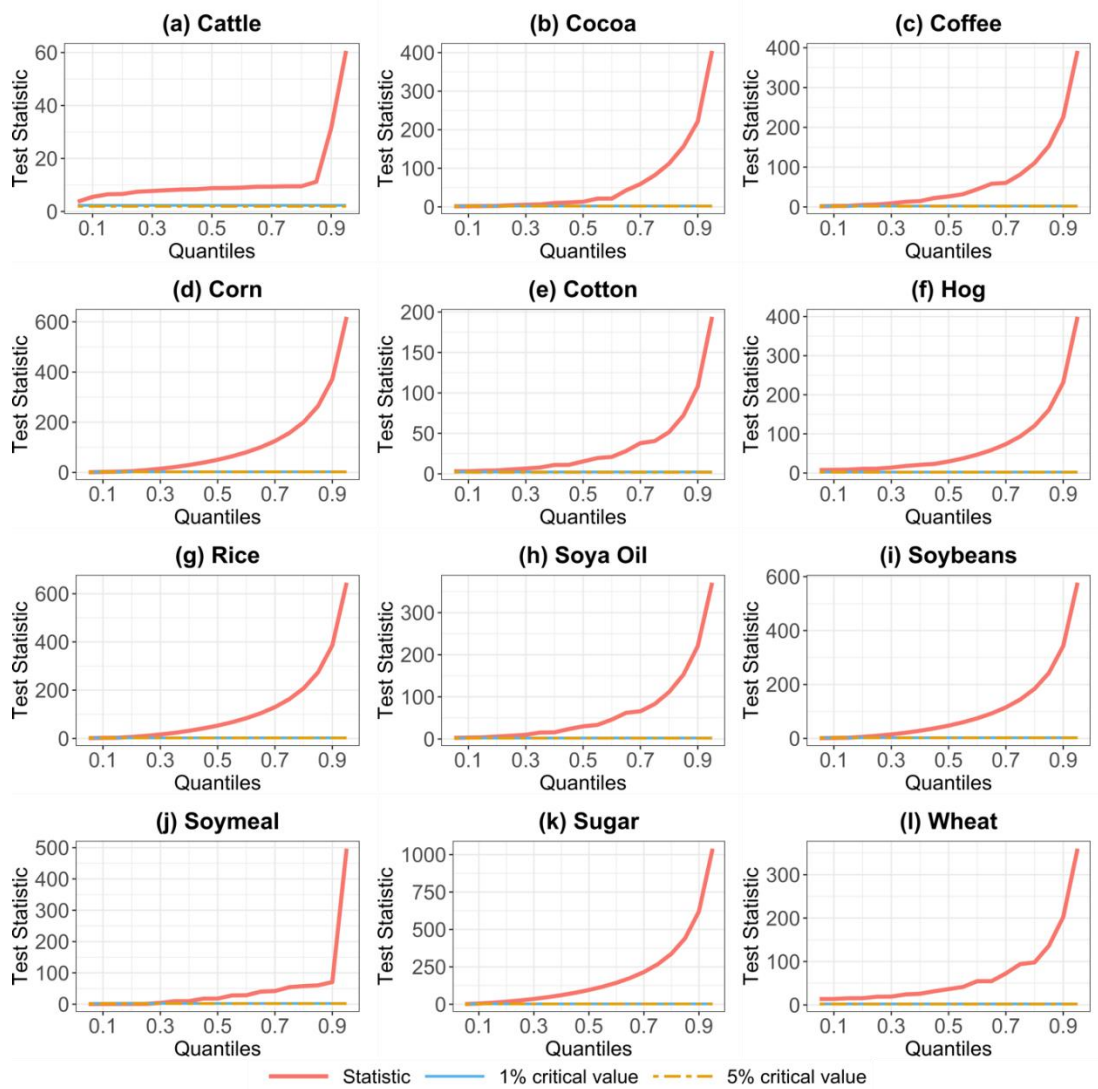 (a) Cattle
Test Statistic
60
40
20
0
0.1 0.3 0.5 0.7 0.9
Quantiles
(b) Cocoa
Test Statistic
400
300
200
100
0
0.1 0.3 0.5 0.7 0.9
Quantiles
(c) Coffee
Test Statistic
400
300
200
100
0
0.1 0.3 0.5 0.7 0.9
Quantiles
(d) Corn
Test Statistic
600
400
200
0
0.1 0.3 0.5 0.7 0.9
Quantiles
(e) Cotton
Test Statistic
200
150
100
50
0
0.1 0.3 0.5 0.7 0.9
Quantiles
(f) Hog
Test Statistic
400
300
200
100
0
0.1 0.3 0.5 0.7 0.9
Quantiles
(g) Rice
Test Statistic
600
400
200
0
0.1 0.3 0.5 0.7 0.9
Quantiles
(h) Soya Oil
Test Statistic
300
200
100
0
0.1 0.3 0.5 0.7 0.9
Quantiles
(i) Soybeans
Test Statistic
600
400
200
0
0.1 0.3 0.5 0.7 0.9
Quantiles
(j) Soymeal
Test Statistic
500
400
300
200
100
0
0.1 0.3 0.5 0.7 0.9
Quantiles
(k) Sugar
Test Statistic
1000
750
500
250
0
0.1 0.3 0.5 0.7 0.9
Quantiles
(l) Wheat
Test Statistic
300
200
100
0
0.1 0.3 0.5 0.7 0.9
Quantiles
Statistic 1% critical value 5% critical value